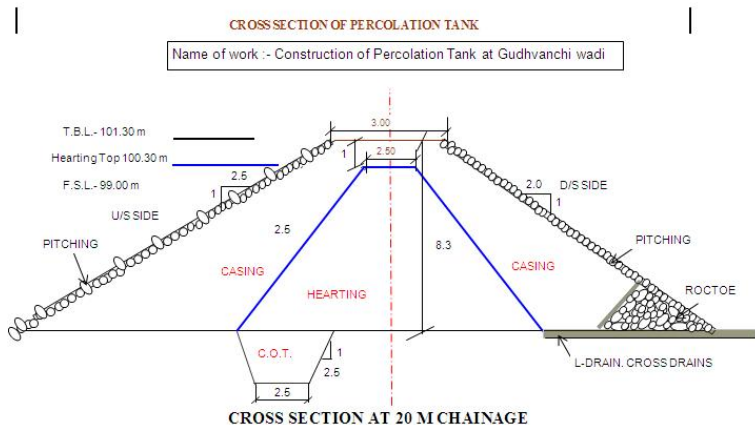 CROSS SECTION OF PERCOLATION TANK
Name of work :- Construction of Percolation Tank at Gudhvanchi wadi
3.00
T.B.L.- 101.30 m
1
2.50
Hearting Top 100.30 m
2.5
1
F.S.L.- 99.00 m
2.0
1
D/S SIDE
U/S SIDE
2.5
8.3
PITCHING
PITCHING
CASING
CASING
HEARTING
ROCTOE
C.O.T.
1
2.5
2.5
L-DRAIN. CROSS DRAINS
CROSS SECTION AT 20 M CHAINAGE